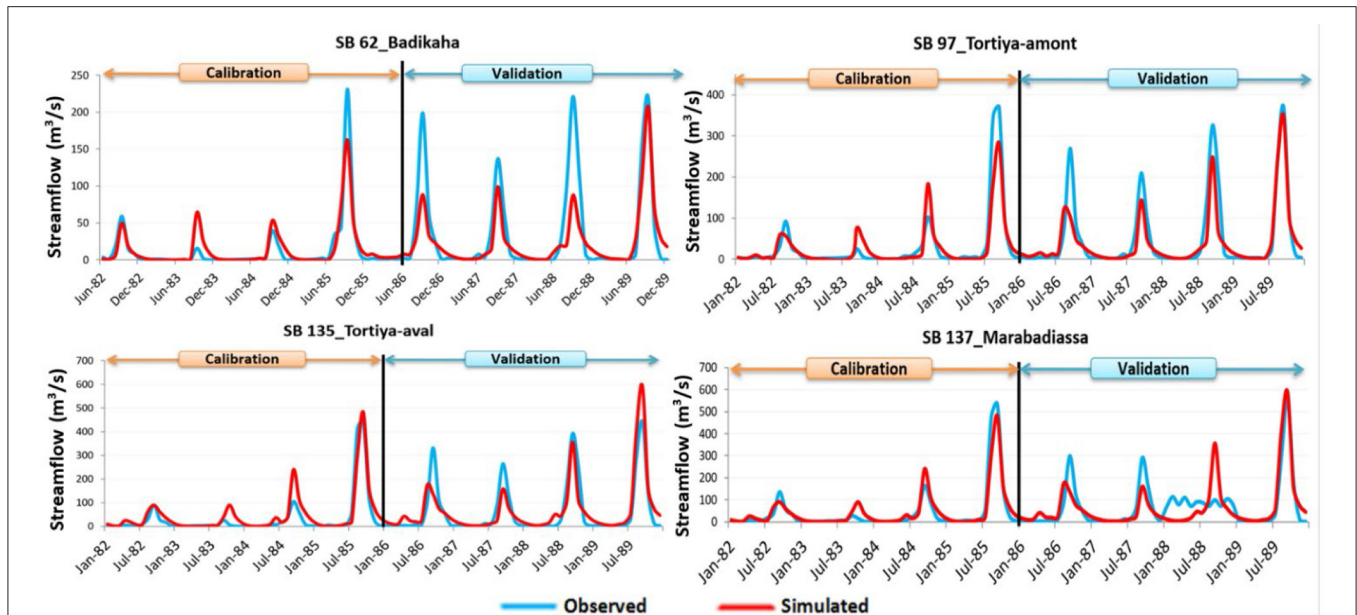 SB 62_Badikaha
Calibration
Validation
Streamflow (m³/s)
250
200
150
100
50
0
Jun-82
Dec-82
Jun-83
Dec-83
Jun-84
Dec-84
Jun-85
Dec-85
Jun-86
Dec-86
Jun-87
Dec-87
Jun-88
Dec-88
Jun-89
Dec-89
SB 97_Tortiya-amont
Calibration
Validation
Streamflow (m³/s)
400
300
200
100
0
Jan-82
Jul-82
Jan-83
Jul-83
Jan-84
Jul-84
Jan-85
Jul-85
Jan-86
Jul-86
Jan-87
Jul-87
Jan-88
Jul-88
Jan-89
Jul-89
SB 135_Tortiya-aval
Calibration
Validation
Streamflow (m³/s)
700
600
500
400
300
200
100
0
Jan-82
Jul-82
Jan-83
Jul-83
Jan-84
Jul-84
Jan-85
Jul-85
Jan-86
Jul-86
Jan-87
Jul-87
Jan-88
Jul-88
Jan-89
Jul-89
SB 137_Marabadiassa
Calibration
Validation
Streamflow (m³/s)
700
600
500
400
300
200
100
0
Jan-82
Jul-82
Jan-83
Jul-83
Jan-84
Jul-84
Jan-85
Jul-85
Jan-86
Jul-86
Jan-87
Jul-87
Jan-88
Jul-88
Jan-89
Jul-89
Observed
Simulated